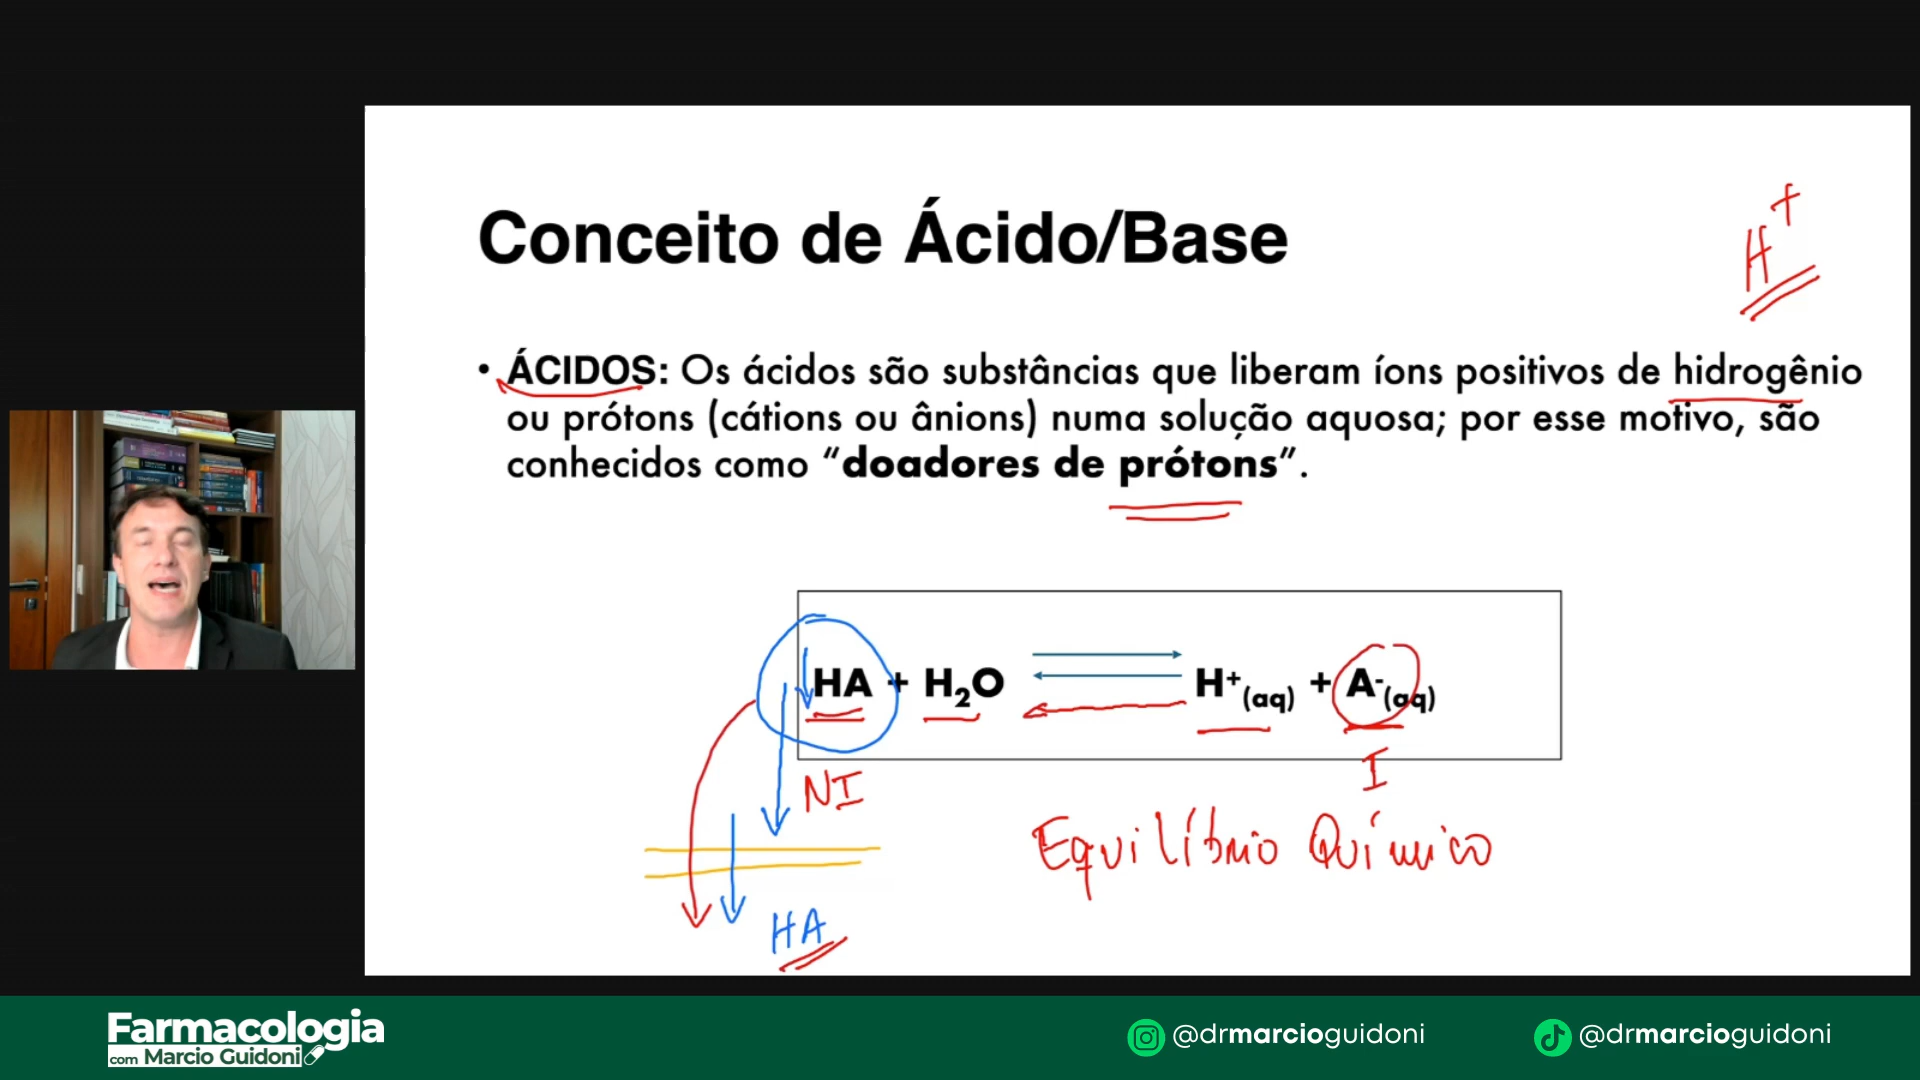 Conceito de Ácido/Base
H+
• ÁCIDOS: Os ácidos são substâncias que liberam íons positivos de hidrogênio
ou prótons (cátions ou ânions) numa solução aquosa; por esse motivo, são
conhecidos como “doadores de prótons”.
HA + H₂O H⁺(aq) + A⁻(aq)
NI
I
Equilíbrio Químico
HA
Farmacologia
com Marcio Guidoni
@drmarcioguidoni
@drmarcioguidoni